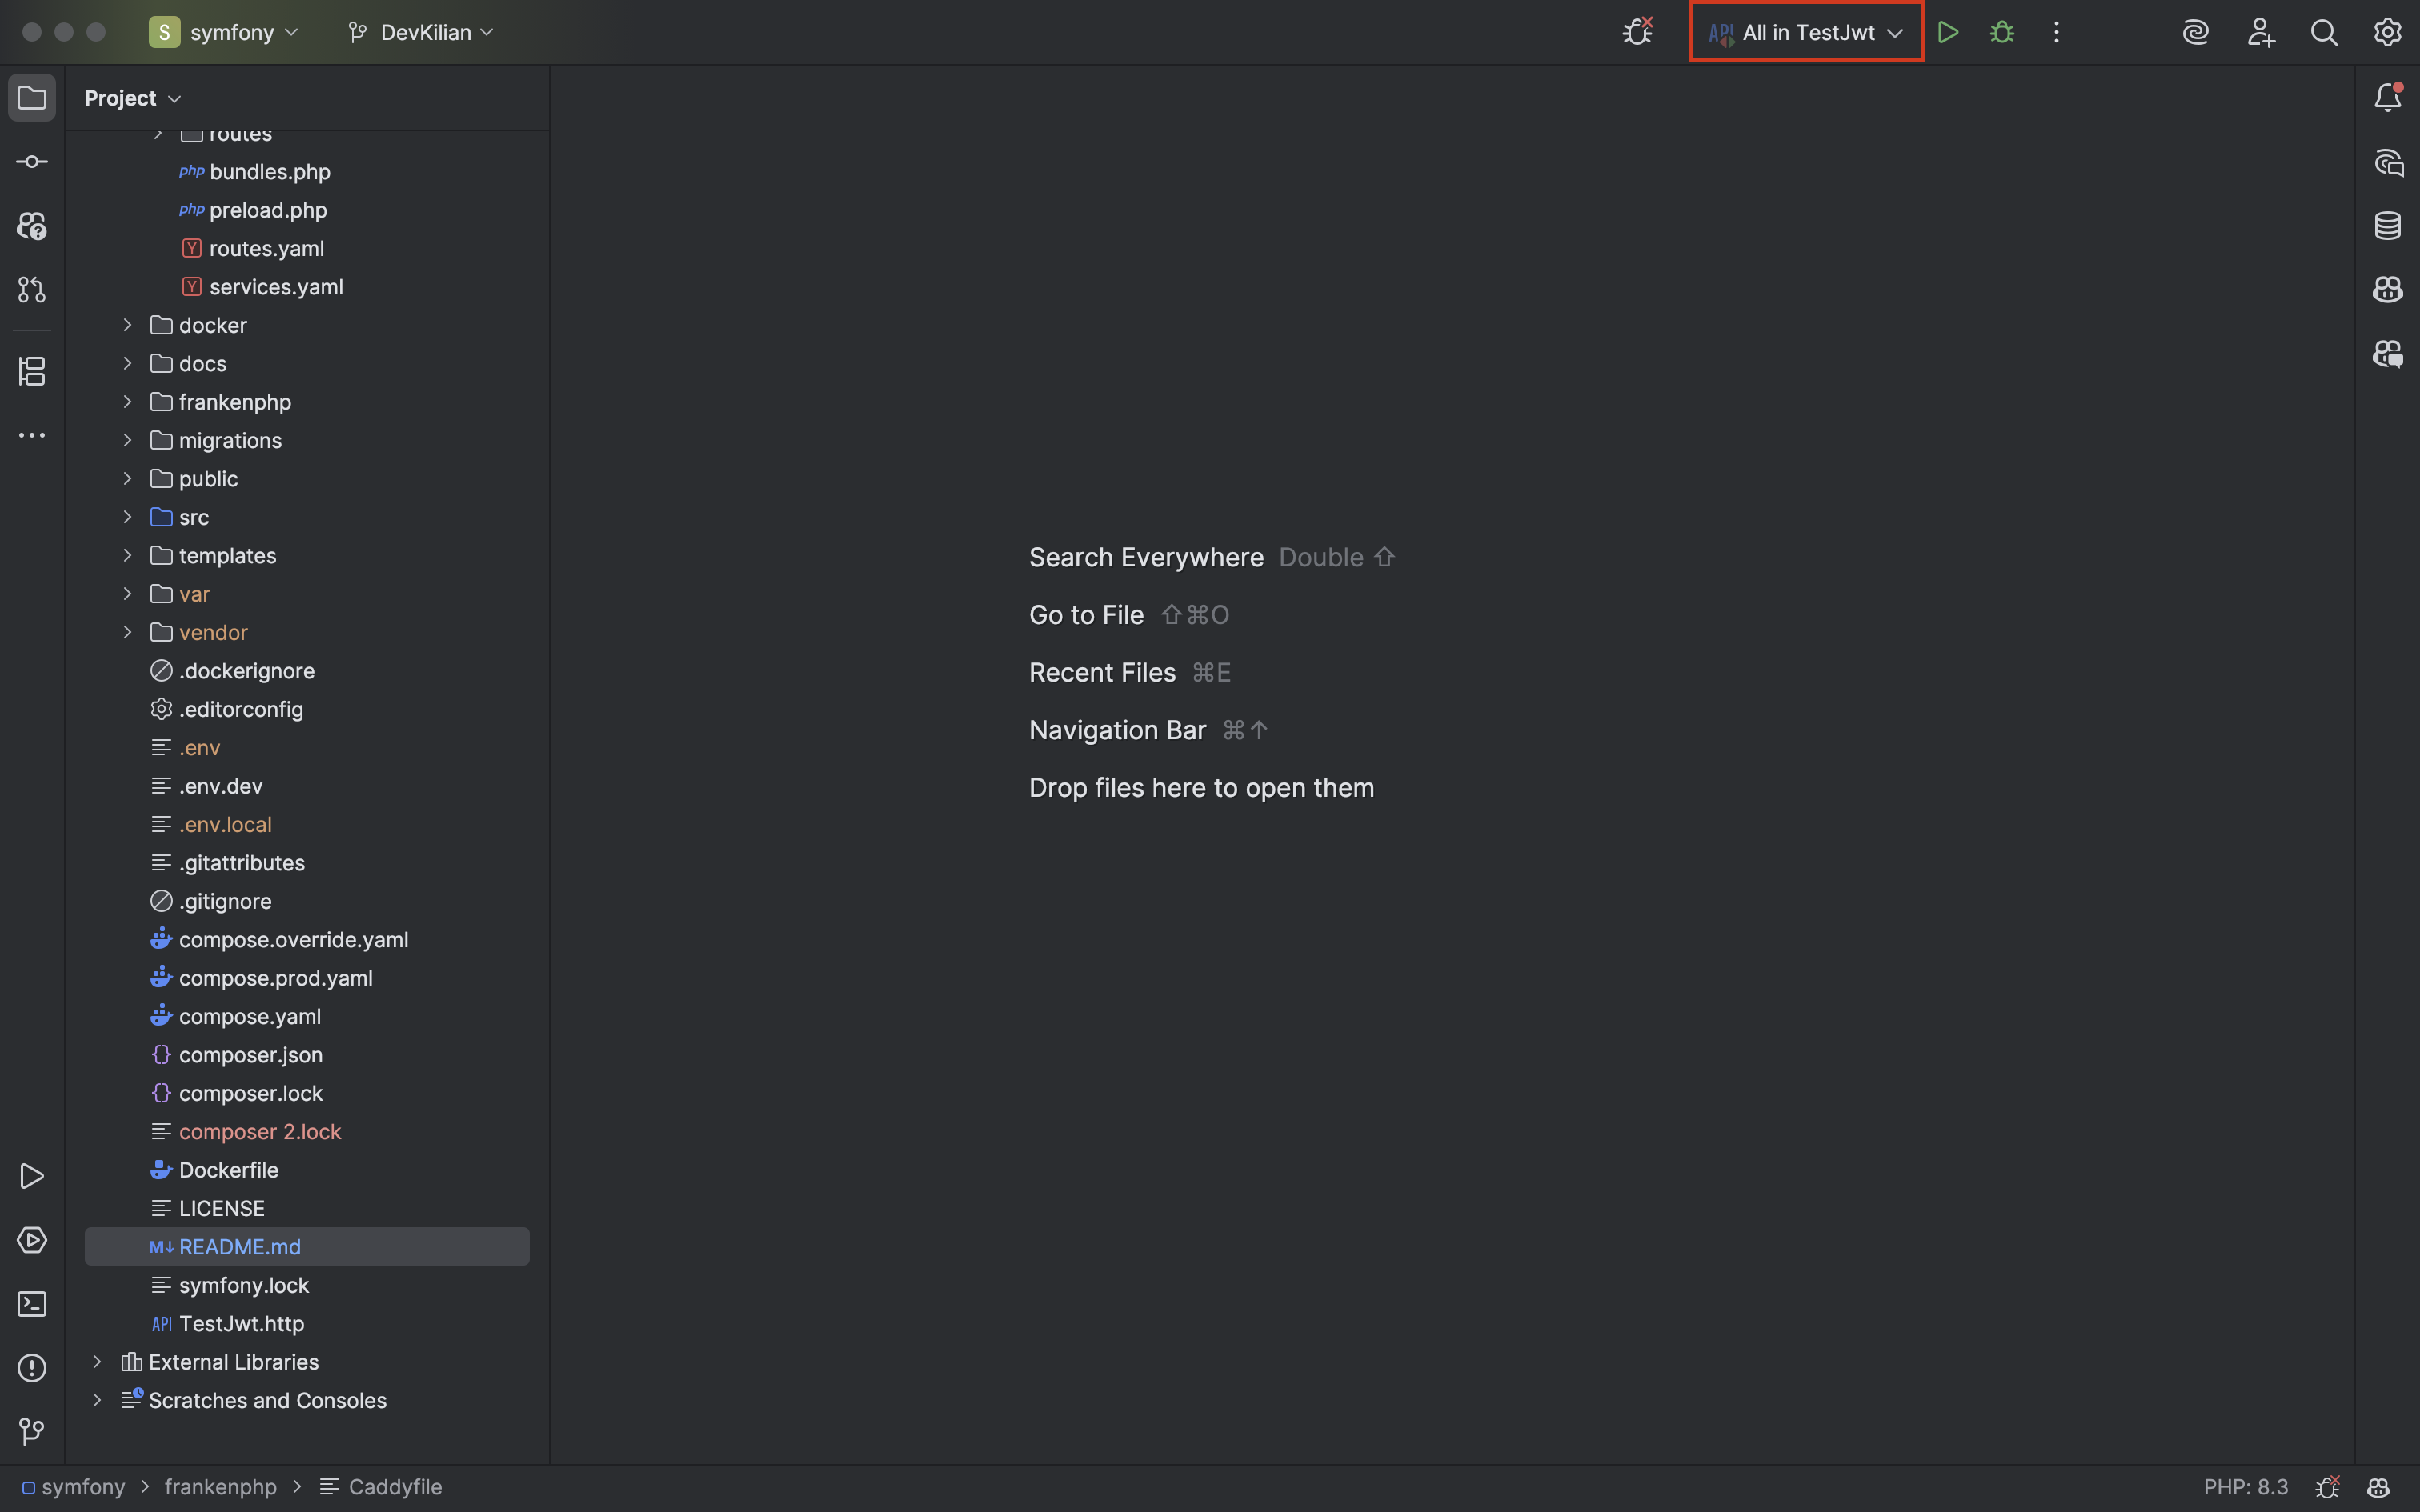 S symfony
DevKilian
API All in TestJwt
Project
routes
php bundles.php
php preload.php
Y routes.yaml
Y services.yaml
docker
docs
frankenphp
migrations
public
src
templates
var
vendor
.dockerignore
.editorconfig
.env
.env.dev
.env.local
.gitattributes
.gitignore
compose.override.yaml
compose.prod.yaml
compose.yaml
{} composer.json
{} composer.lock
composer 2.lock
Dockerfile
LICENSE
M↓ README.md
symfony.lock
API TestJwt.http
External Libraries
Scratches and Consoles
Search Everywhere Double ⇧
Go to File ⇧⌘O
Recent Files ⌘E
Navigation Bar ⌘↑
Drop files here to open them
symfony > frankenphp > Caddyfile
PHP: 8.3